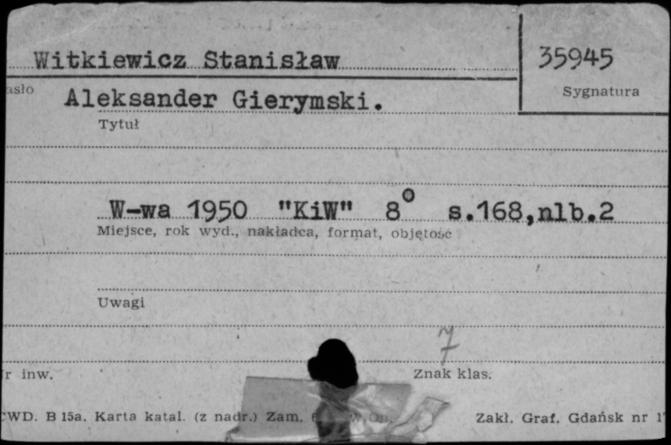 Witkiewicz Stanisław 35945
asło Sygnatura
Aleksander Gierymski.
Tytuł
W-wa 1950 "KiW" 8° s.168,nlb.2
Miejsce, rok wyd., nakładca, format, objętość
Uwagi
7
r inw. Znak klas.
CWD. B 15a. Karta katal. (z nadr.) Zam. Zakł. Graf. Gdańsk nr 1